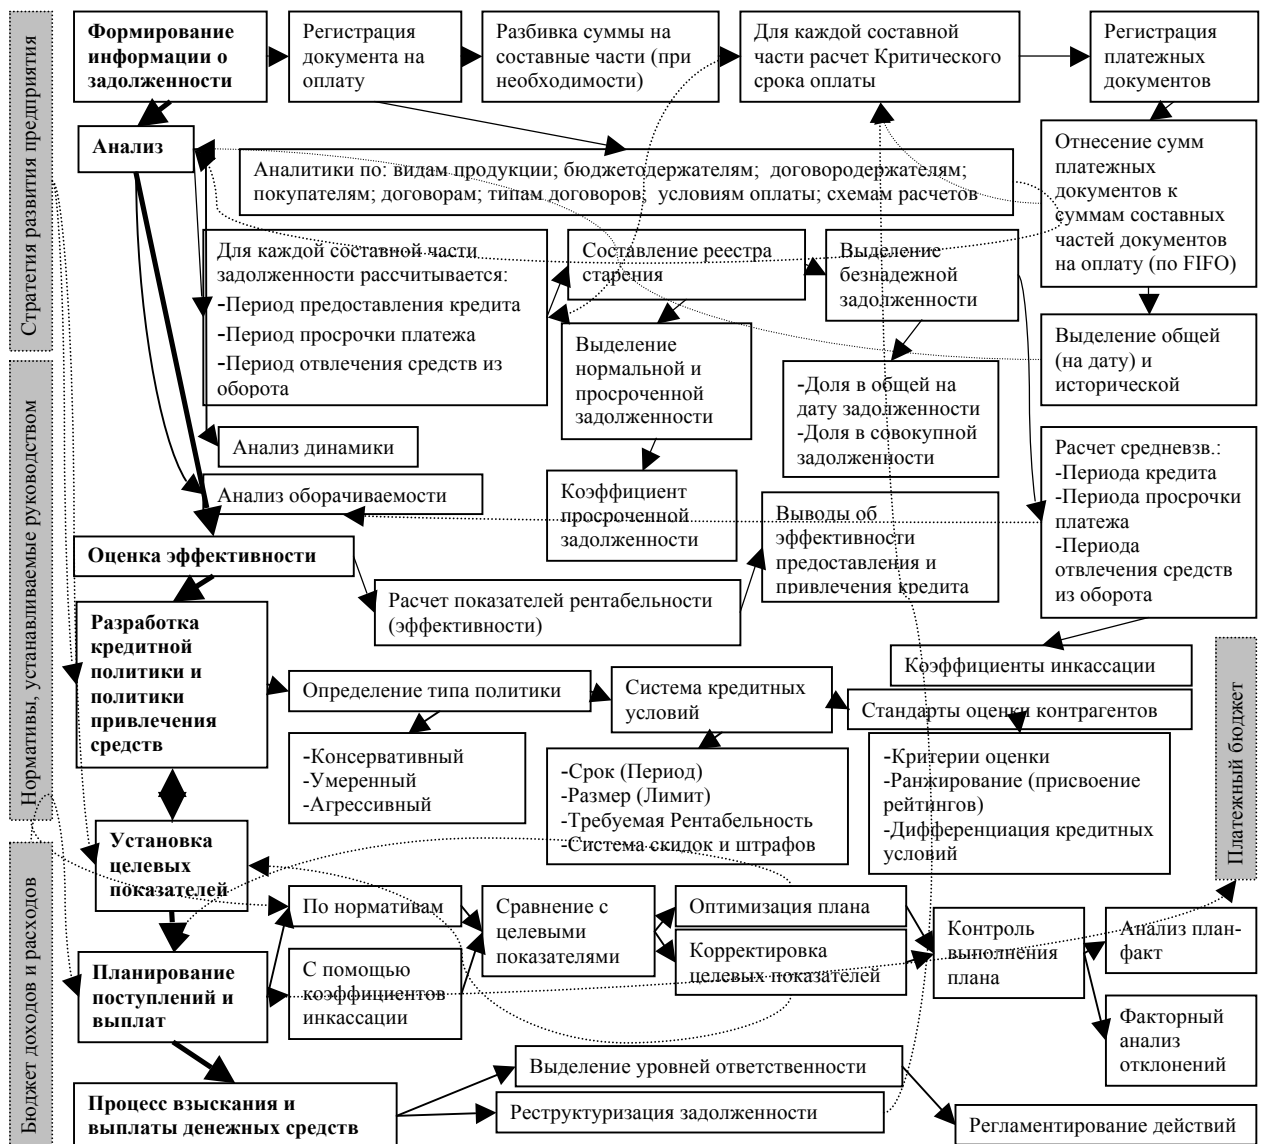 Стратегия развития предприятия
Нормативы, устанавливаемые руководством
Бюджет доходов и расходов
Формирование
информации о
задолженности
Регистрация
документа на
оплату
Разбивка суммы на
составные части (при
необходимости)
Для каждой составной
части расчет Критического
срока оплаты
Регистрация
платежных
документов
Анализ
Аналитики по: видам продукции; бюджетодержателям; договородержателям;
покупателям; договорам; типам договоров; условиям оплаты; схемам расчетов
Отнесение сумм
платежных
документов к
суммам составных
частей документов
на оплату (по FIFO)
Для каждой составной части
задолженности рассчитывается:
-Период предоставления кредита
-Период просрочки платежа
-Период отвлечения средств из
оборота
Составление реестра
старения
Выделение
безнадежной
задолженности
Выделение
нормальной и
просроченной
задолженности
Выделение общей
(на дату) и
исторической
-Доля в общей на
дату задолженности
-Доля в совокупной
задолженности
Анализ динамики
Анализ оборачиваемости
Коэффициент
просроченной
задолженности
Выводы об
эффективности
предоставления и
привлечения кредита
Расчет средневзв.:
-Периода кредита
-Периода просрочки
платежа
-Периода
отвлечения средств
из оборота
Оценка эффективности
Расчет показателей рентабельности
(эффективности)
Разработка
кредитной
политики и
политики
привлечения
средств
Коэффициенты инкассации
Определение типа политики
Система кредитных
условий
Стандарты оценки контрагентов
-Консервативный
-Умеренный
-Агрессивный
-Срок (Период)
-Размер (Лимит)
-Требуемая Рентабельность
-Система скидок и штрафов
-Критерии оценки
-Ранжирование (присвоение
рейтингов)
-Дифференциация кредитных
условий
Платежный бюджет
Установка
целевых
показателей
По нормативам
Сравнение с
целевыми
показателями
Оптимизация плана
Корректировка
целевых показателей
Контроль
выполнения
плана
Анализ план-
факт
Планирование
поступлений и
выплат
С помощью
коэффициентов
инкассации
Факторный
анализ
отклонений
Процесс взыскания и
выплаты денежных средств
Выделение уровней ответственности
Реструктуризация задолженности
Регламентирование действий